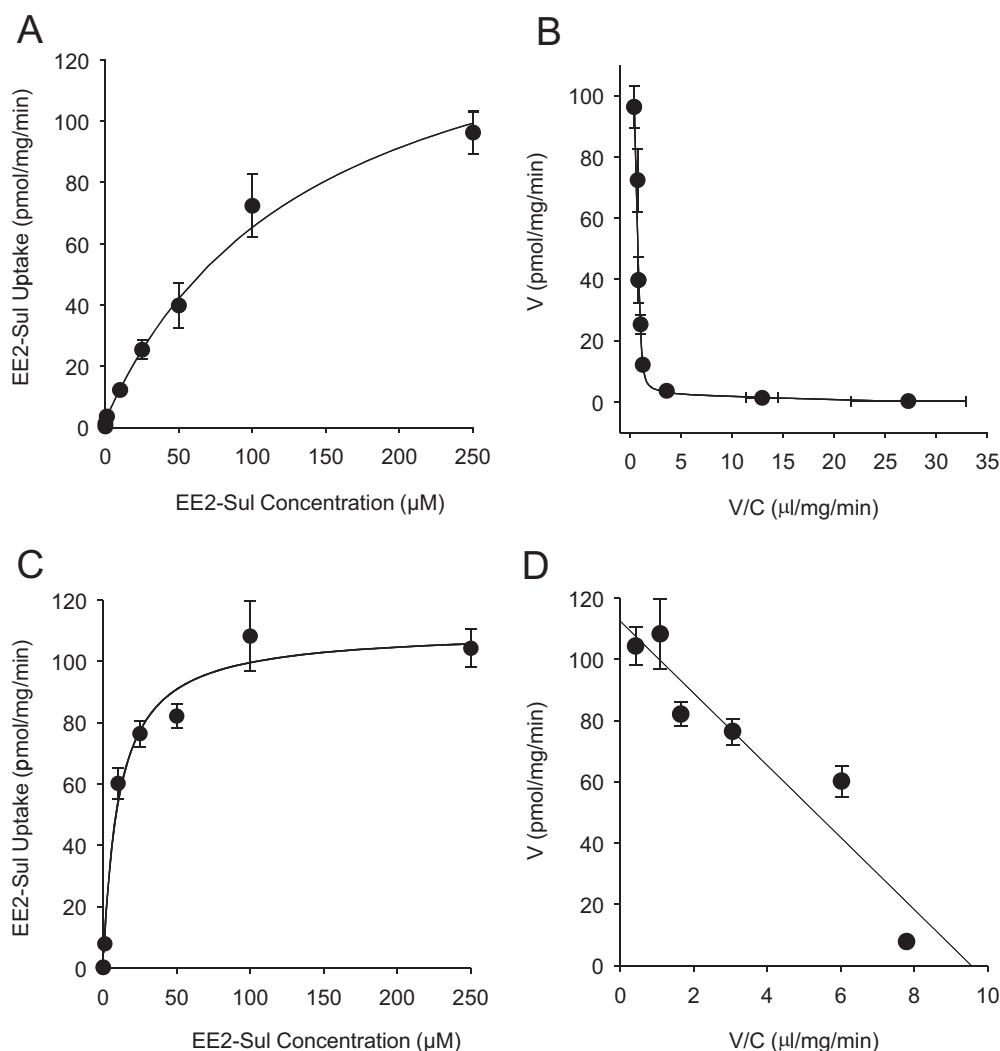 A
EE2-Sul Uptake (pmol/mg/min)
120
100
80
60
40
20
0
0 50 100 150 200 250
EE2-Sul Concentration (µM)
B
V (pmol/mg/min)
100
80
60
40
20
0
0 5 10 15 20 25 30 35
V/C (µl/mg/min)
C
EE2-Sul Uptake (pmol/mg/min)
120
100
80
60
40
20
0
0 50 100 150 200 250
EE2-Sul Concentration (µM)
D
V (pmol/mg/min)
120
100
80
60
40
20
0
0 2 4 6 8 10
V/C (µl/mg/min)